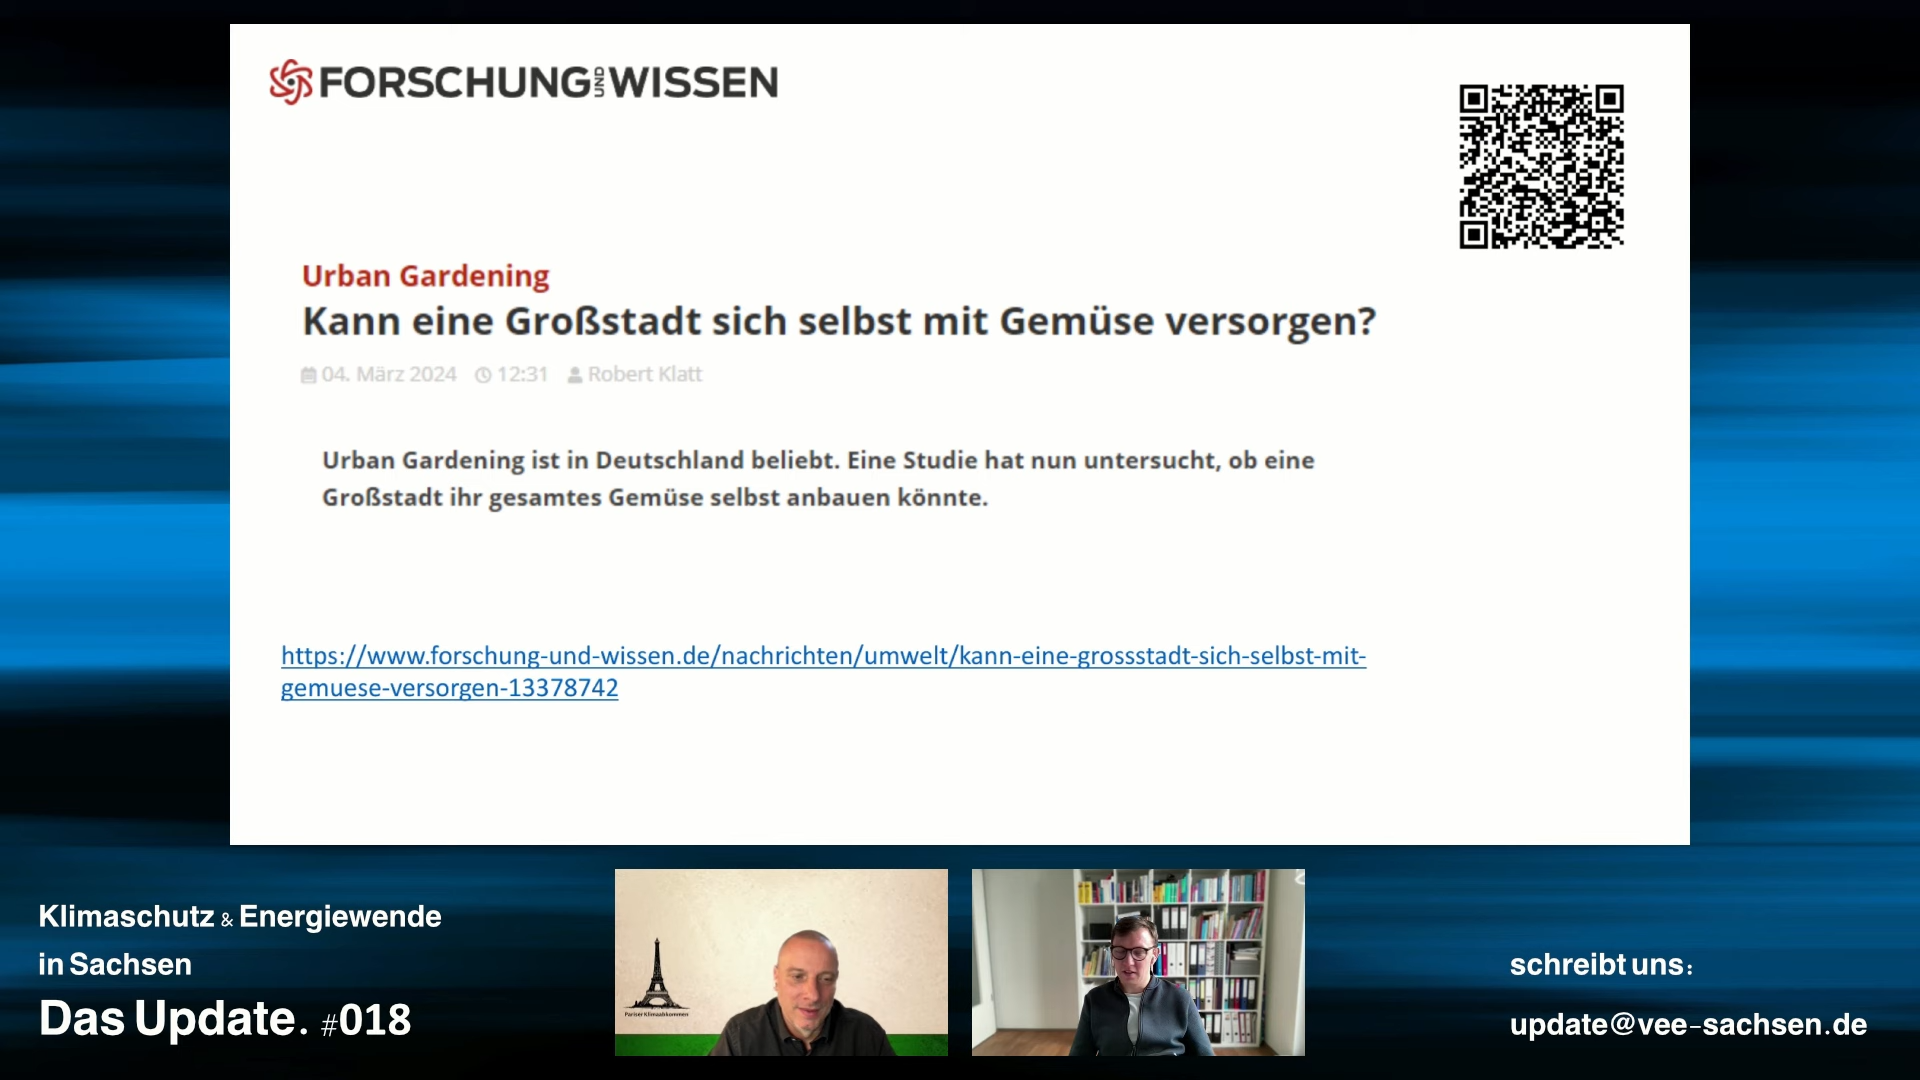 FORSCHUNG UND WISSEN
Urban Gardening
Kann eine Großstadt sich selbst mit Gemüse versorgen?
04. März 2024 12:31 Robert Klatt
Urban Gardening ist in Deutschland beliebt. Eine Studie hat nun untersucht, ob eine
Großstadt ihr gesamtes Gemüse selbst anbauen könnte.
https://www.forschung-und-wissen.de/nachrichten/umwelt/kann-eine-grossstadt-sich-selbst-mit-
gemuese-versorgen-13378742
Klimaschutz & Energiewende
in Sachsen
Das Update. #018
Pariser Klimaabkommen
schreibt uns:
update@vee-sachsen.de